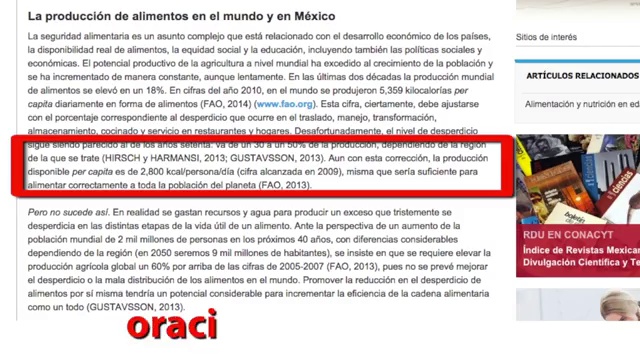 La producción de alimentos en el mundo y en México
La seguridad alimentaria es un asunto complejo que está relacionado con el desarrollo económico de los países,
la disponibilidad real de alimentos, la equidad social y la educación, incluyendo también las políticas sociales y
económicas. El potencial productivo de la agricultura a nivel mundial ha excedido al crecimiento de la población y
se ha incrementado de manera constante, aunque lentamente. En las últimas dos décadas la producción mundial
de alimentos se elevó en un 18%. En cifras del año 2010, en el mundo se produjeron 5,359 kilocalorías per
capita diariamente en forma de alimentos (FAO, 2014) (www.fao.org). Esta cifra, ciertamente, debe ajustarse
con el porcentaje correspondiente al desperdicio que ocurre en el traslado, manejo, transformación,
almacenamiento, cocinado y servicio en restaurantes y hogares. Desafortunadamente, el nivel de desperdicio
sigue siendo parecido al de los años setenta: va de un 30 a un 50% de la producción, dependiendo de la región
de la que se trate (HIRSCH y HARMANSI, 2013; GUSTAVSSON, 2013). Aun con esta corrección, la producción
disponible per capita es de 2,800 kcal/persona/día (cifra alcanzada en 2009), misma que sería suficiente para
alimentar correctamente a toda la población del planeta (FAO, 2013).
Pero no sucede así. En realidad se gastan recursos y agua para producir un exceso que tristemente se
desperdicia en las distintas etapas de la vida útil de un alimento. Ante la perspectiva de un aumento de la
población mundial de 2 mil millones de personas en los próximos 40 años, con diferencias considerables
dependiendo de la región (en 2050 seremos 9 mil millones de habitantes), se insiste en que se requiere elevar la
producción agrícola global un 60% por arriba de las cifras de 2005-2007 (FAO, 2013), pues no se prevé mejorar
el desperdicio o la mala distribución de los alimentos en el mundo. Promover la reducción en el desperdicio de
alimentos por sí misma tendría un potencial considerable para incrementar la eficiencia de la cadena alimentaria
como un todo (GUSTAVSSON, 2013).
oraci
Sitios de interés
ARTÍCULOS RELACIONADOS
Alimentación y nutrición en ed
ciencias
RDU EN CONACYT
Índice de Revistas Mexican
Divulgación Científica y Te